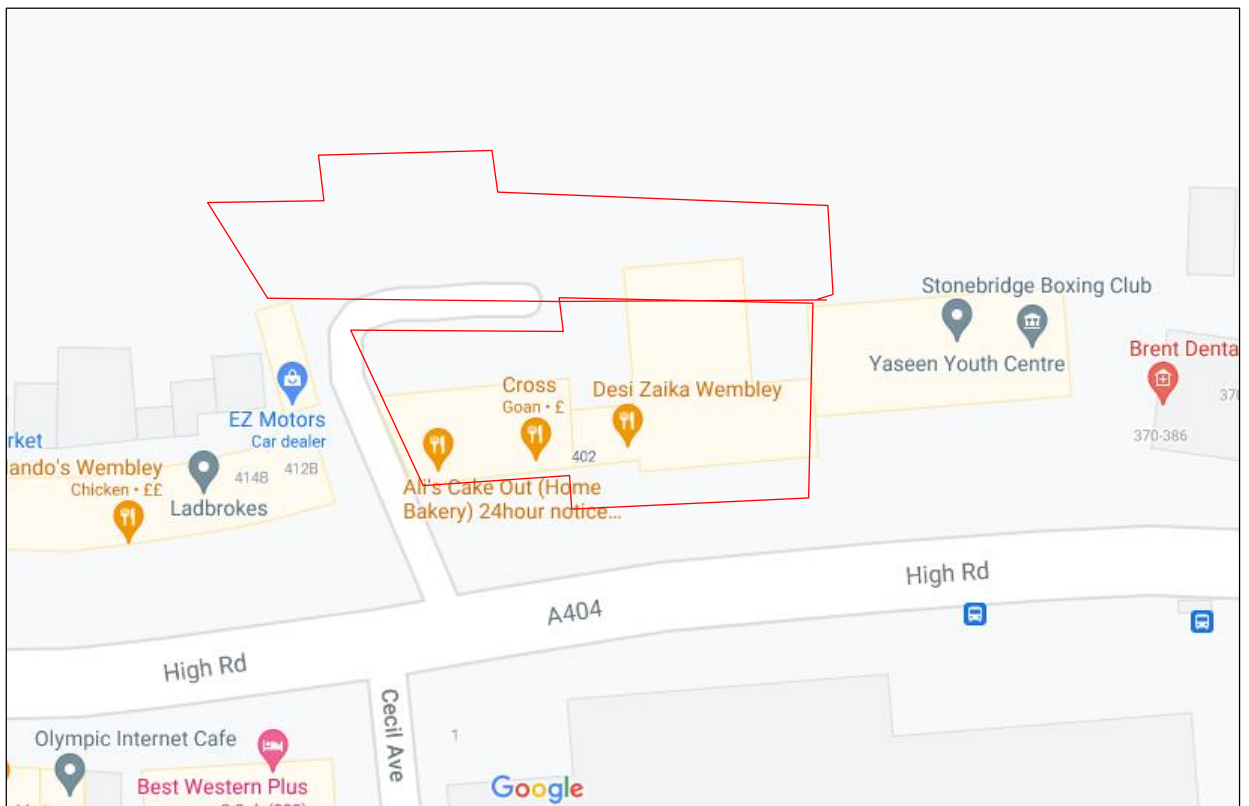 Stonebridge Boxing Club
Yaseen Youth Centre
Brent Denta
370-386
Cross
Goan • £
Desi Zaika Wembley
402
EZ Motors
Car dealer
rket
ando's Wembley
Chicken • ££
414B
412B
Ladbrokes
Ali's Cake Out (Home
Bakery) 24hour notice...
High Rd
A404
High Rd
Cecil Ave
1
Olympic Internet Cafe
Best Western Plus
Google